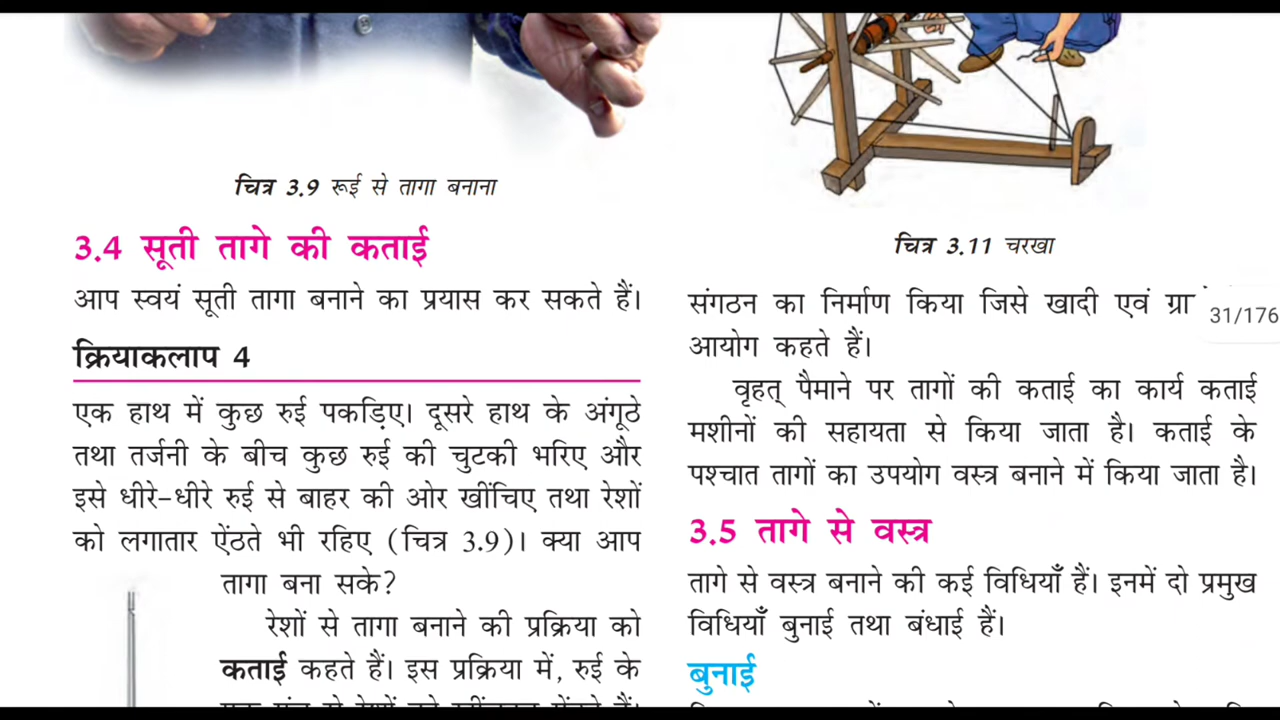 चित्र 3.9 रूई से तागा बनाना
3.4 सूती तागे की कताई
आप स्वयं सूती तागा बनाने का प्रयास कर सकते हैं।
क्रियाकलाप 4
एक हाथ में कुछ रुई पकड़िए। दूसरे हाथ के अंगूठे
तथा तर्जनी के बीच कुछ रुई की चुटकी भरिए और
इसे धीरे-धीरे रुई से बाहर की ओर खींचिए तथा रेशों
को लगातार ऐंठते भी रहिए (चित्र 3.9)। क्या आप
तागा बना सके?
रेशों से तागा बनाने की प्रक्रिया को
कताई कहते हैं। इस प्रक्रिया में, रुई के
चित्र 3.11 चरखा
संगठन का निर्माण किया जिसे खादी एवं
31/176
आयोग कहते हैं।
वृहत् पैमाने पर तागों की कताई का कार्य कताई
मशीनों की सहायता से किया जाता है। कताई के
पश्चात तागों का उपयोग वस्त्र बनाने में किया जाता है।
3.5 तागे से वस्त्र
तागे से वस्त्र बनाने की कई विधियाँ हैं। इनमें दो प्रमुख
विधियाँ बुनाई तथा बंधाई हैं।
बुनाई